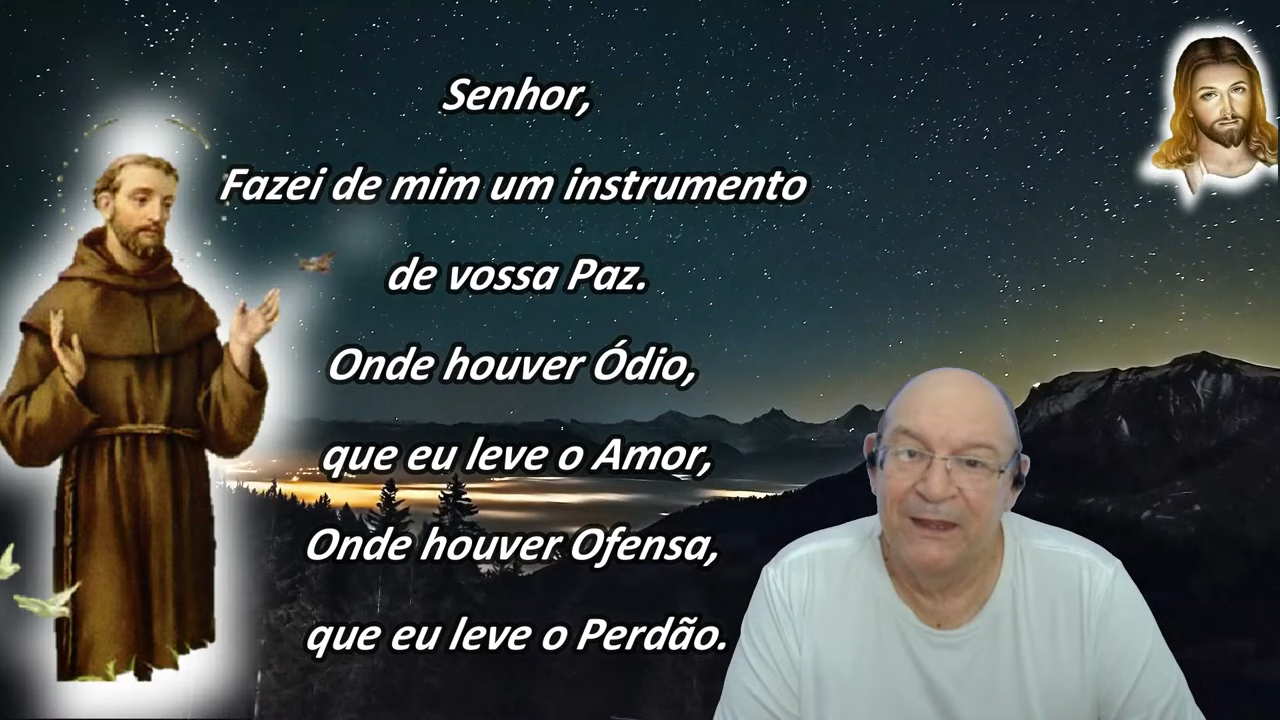 Senhor,
Fazei de mim um instrumento
de vossa Paz.
Onde houver Ódio,
que eu leve o Amor,
Onde houver Ofensa,
que eu leve o Perdão.